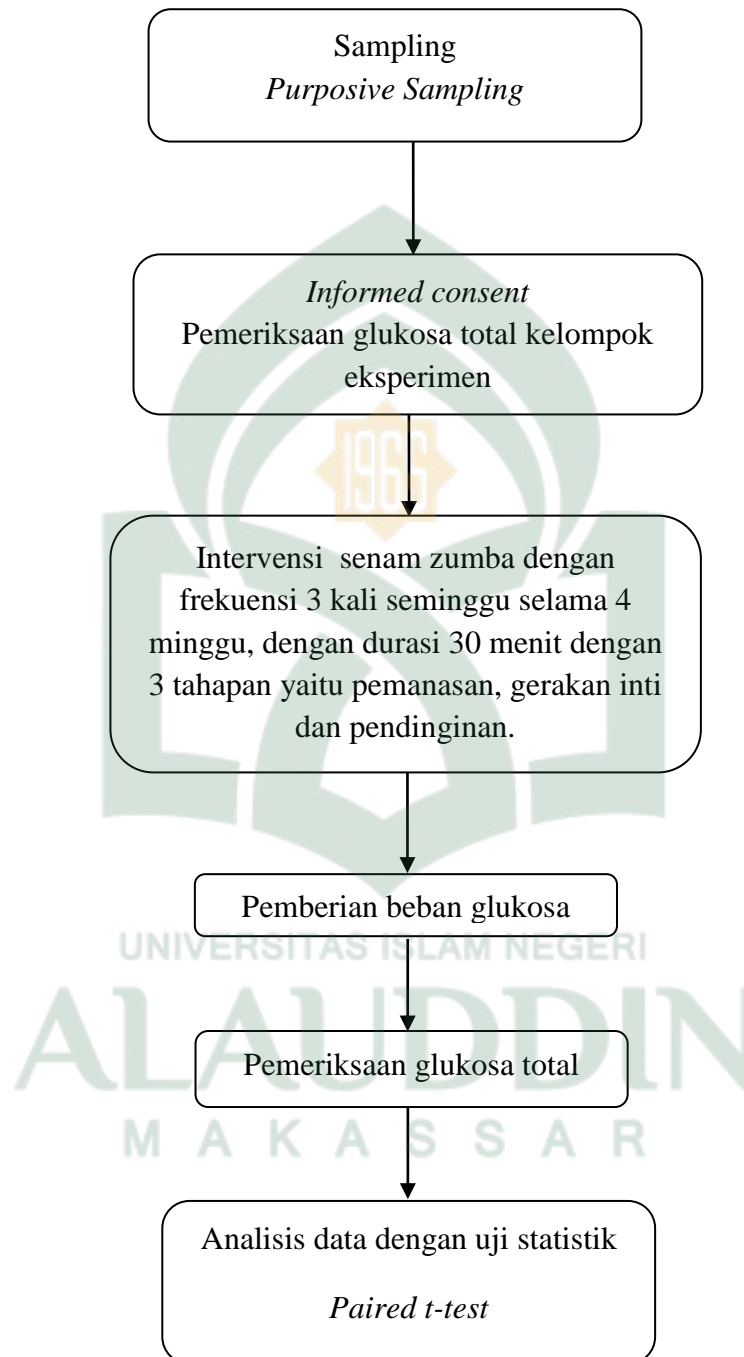 Sampling
Purposive Sampling
Informed consent
Pemeriksaan glukosa total kelompok
eksperimen
1965
Intervensi senam zumba dengan
frekuensi 3 kali seminggu selama 4
minggu, dengan durasi 30 menit dengan
3 tahapan yaitu pemanasan, gerakan inti
dan pendinginan.
Pemberian beban glukosa
UNIVERSITAS ISLAM NEGERI
ALAUDDIN
Pemeriksaan glukosa total
MAKASSAR
Analisis data dengan uji statistik
Paired t-test